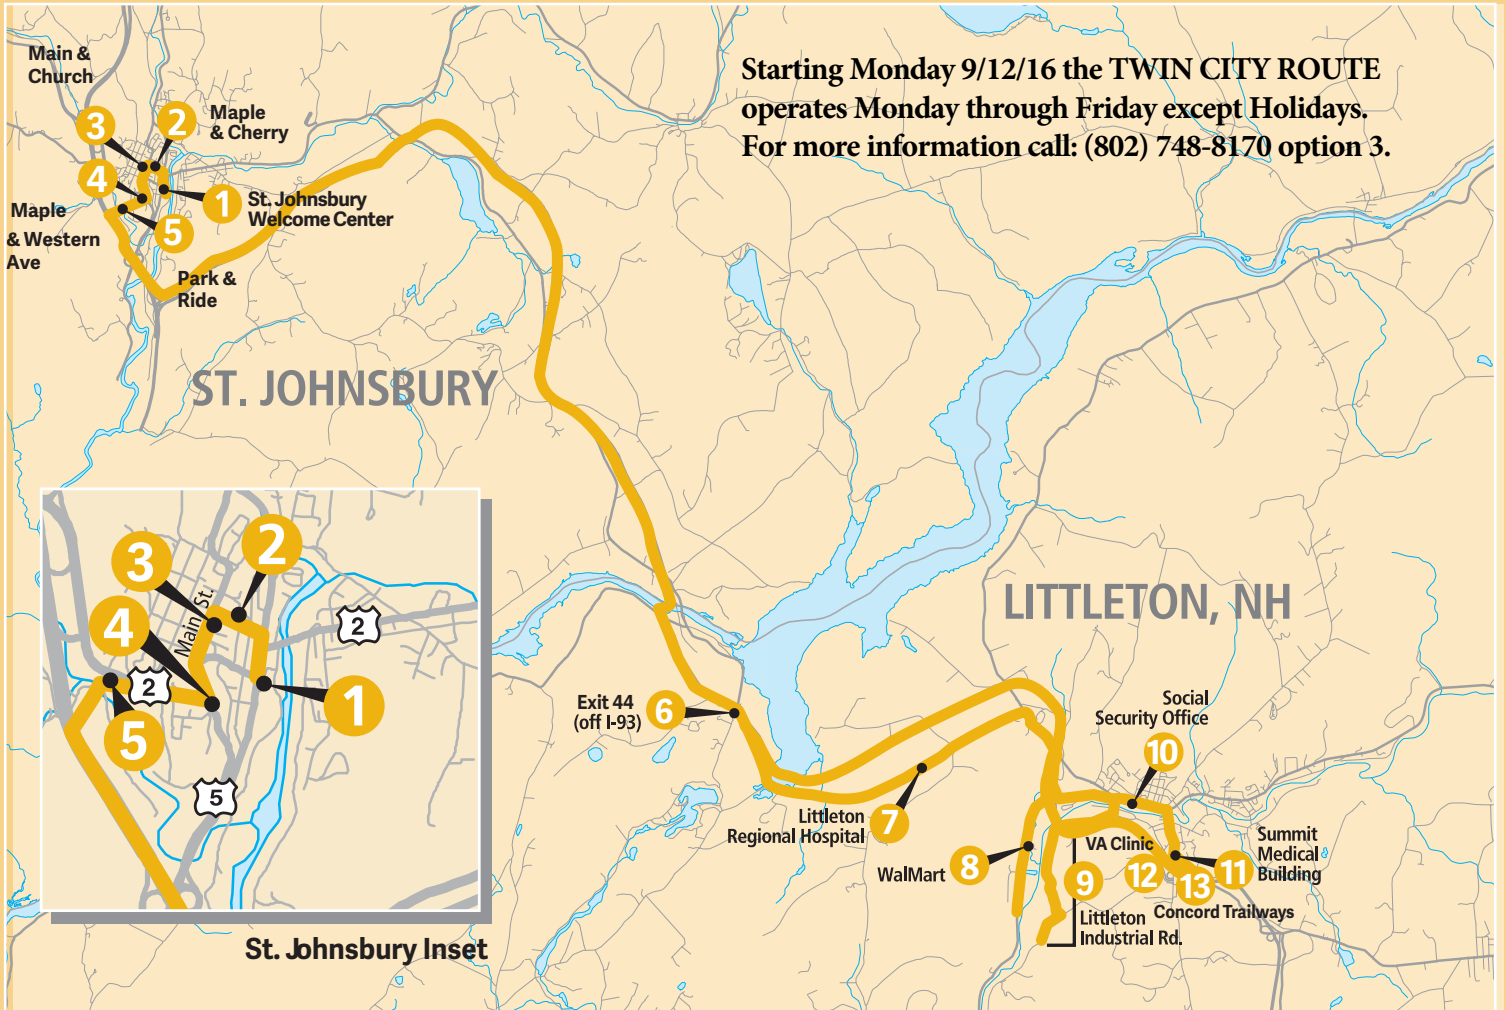 Starting Monday 9/12/16 the TWIN CITY ROUTE
operates Monday through Friday except Holidays.
For more information call: (802) 748-8170 option 3.
Main &
Church
3
2
Maple
& Cherry
4
1
St. Johnsbury
Welcome Center
Maple
& Western
Ave
5
Park &
Ride
ST. JOHNSBURY
3
2
Main St.
4
2
2
1
5
5
St. Johnsbury Inset
LITTLETON, NH
Exit 44
(off I-93)
6
Littleton
Regional Hospital
7
WalMart
8
Social
Security Office
10
VA Clinic
9
12
13
11
Summit
Medical
Building
Concord Trailways
Littleton
Industrial Rd.